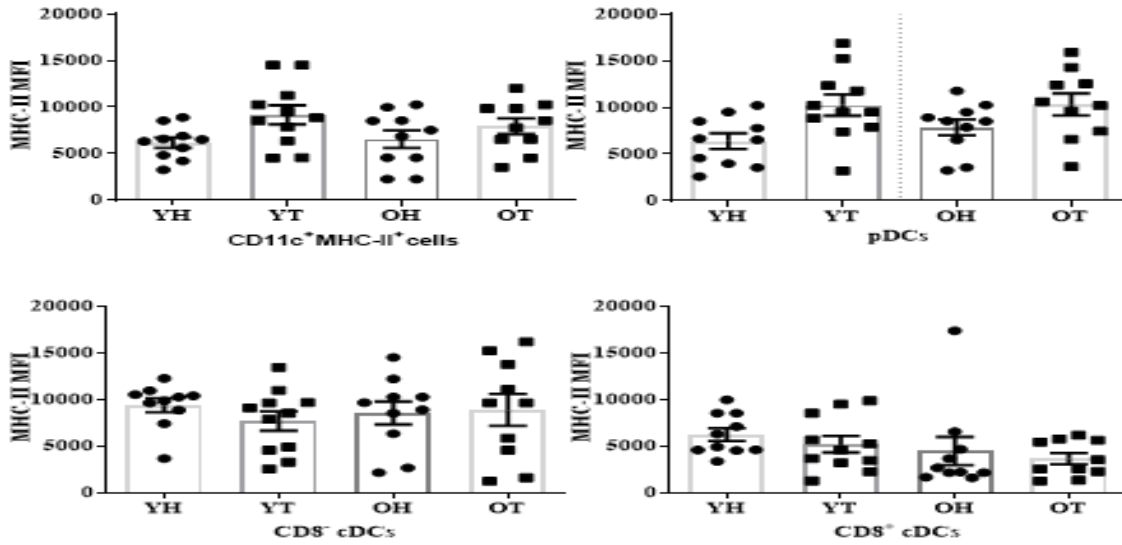 20000
15000
10000
5000
0
MHC-II MFI
YH YT OH OT
CD11c⁺MHC-II⁺cells
20000
15000
10000
5000
0
MHC-II MFI
YH YT OH OT
pDCs
20000
15000
10000
5000
0
MHC-II MFI
YH YT OH OT
CD8⁻ cDCs
20000
15000
10000
5000
0
MHC-II MFI
YH YT OH OT
CD8⁺ cDCs